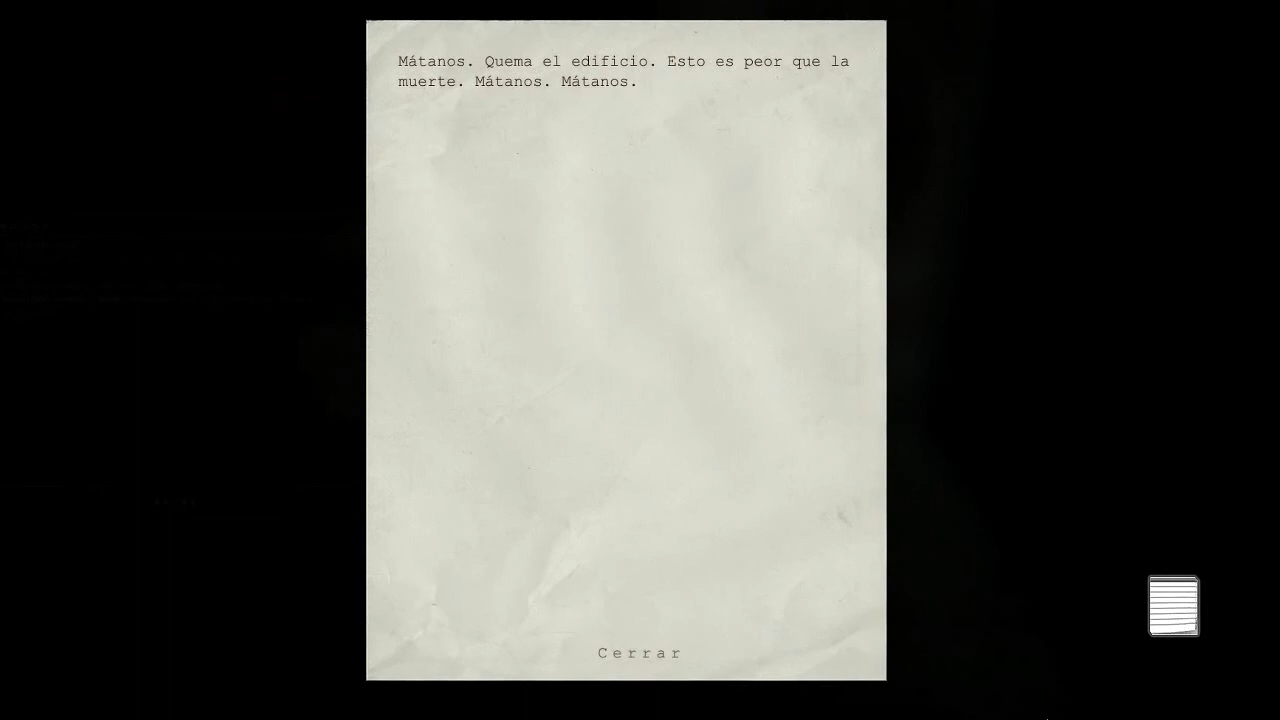 Mátanos. Quema el edificio. Esto es peor que la
muerte. Mátanos. Mátanos.
Cerrar